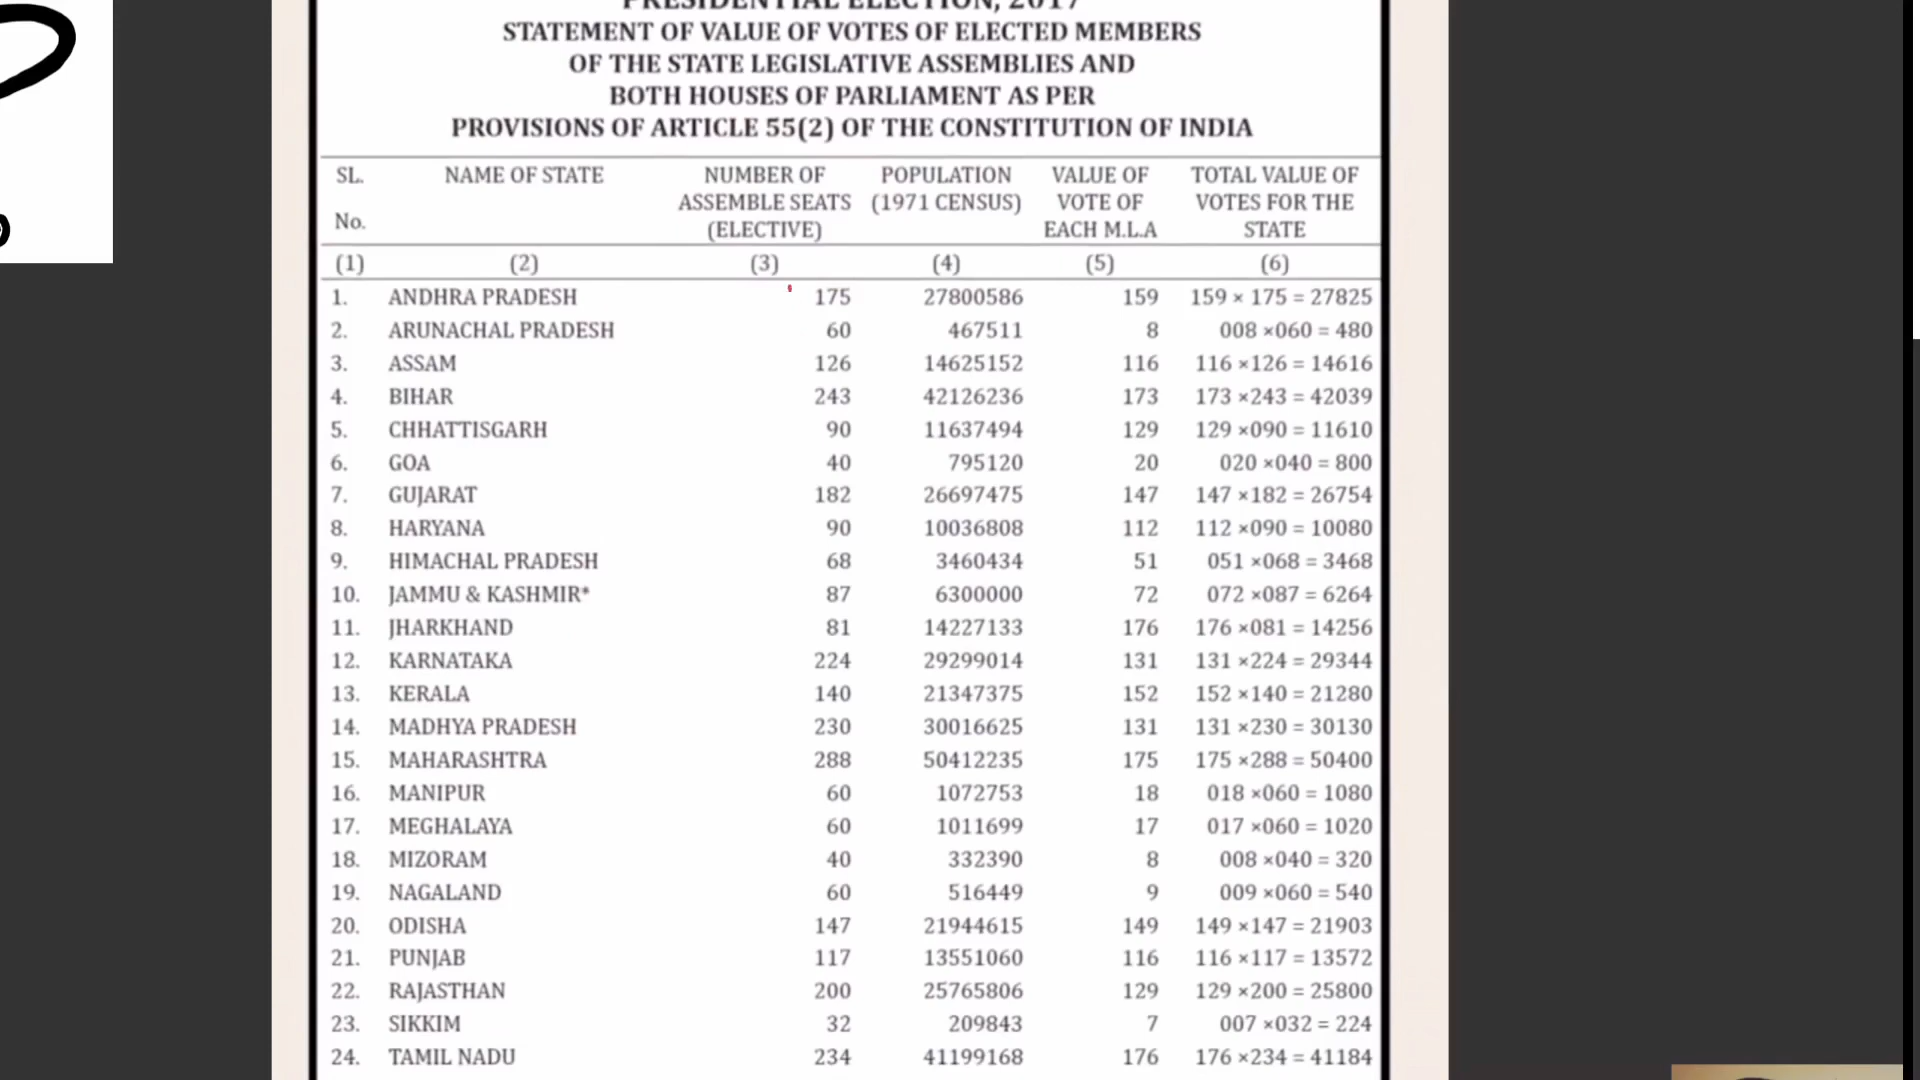 PRESIDENTIAL ELECTION, 2017
STATEMENT OF VALUE OF VOTES OF ELECTED MEMBERS
OF THE STATE LEGISLATIVE ASSEMBLIES AND
BOTH HOUSES OF PARLIAMENT AS PER
PROVISIONS OF ARTICLE 55(2) OF THE CONSTITUTION OF INDIA
SL. No. NAME OF STATE NUMBER OF ASSEMBLE SEATS (ELECTIVE) POPULATION (1971 CENSUS) VALUE OF VOTE OF EACH M.L.A TOTAL VALUE OF VOTES FOR THE STATE
(1) (2) (3) (4) (5) (6)
1. ANDHRA PRADESH 175 27800586 159 159 × 175 = 27825
2. ARUNACHAL PRADESH 60 467511 8 008 ×060 = 480
3. ASSAM 126 14625152 116 116 ×126 = 14616
4. BIHAR 243 42126236 173 173 ×243 = 42039
5. CHHATTISGARH 90 11637494 129 129 ×090 = 11610
6. GOA 40 795120 20 020 ×040 = 800
7. GUJARAT 182 26697475 147 147 ×182 = 26754
8. HARYANA 90 10036808 112 112 ×090 = 10080
9. HIMACHAL PRADESH 68 3460434 51 051 ×068 = 3468
10. JAMMU & KASHMIR* 87 6300000 72 072 ×087 = 6264
11. JHARKHAND 81 14227133 176 176 ×081 = 14256
12. KARNATAKA 224 29299014 131 131 ×224 = 29344
13. KERALA 140 21347375 152 152 ×140 = 21280
14. MADHYA PRADESH 230 30016625 131 131 ×230 = 30130
15. MAHARASHTRA 288 50412235 175 175 ×288 = 50400
16. MANIPUR 60 1072753 18 018 ×060 = 1080
17. MEGHALAYA 60 1011699 17 017 ×060 = 1020
18. MIZORAM 40 332390 8 008 ×040 = 320
19. NAGALAND 60 516449 9 009 ×060 = 540
20. ODISHA 147 21944615 149 149 ×147 = 21903
21. PUNJAB 117 13551060 116 116 ×117 = 13572
22. RAJASTHAN 200 25765806 129 129 ×200 = 25800
23. SIKKIM 32 209843 7 007 ×032 = 224
24. TAMIL NADU 234 41199168 176 176 ×234 = 41184